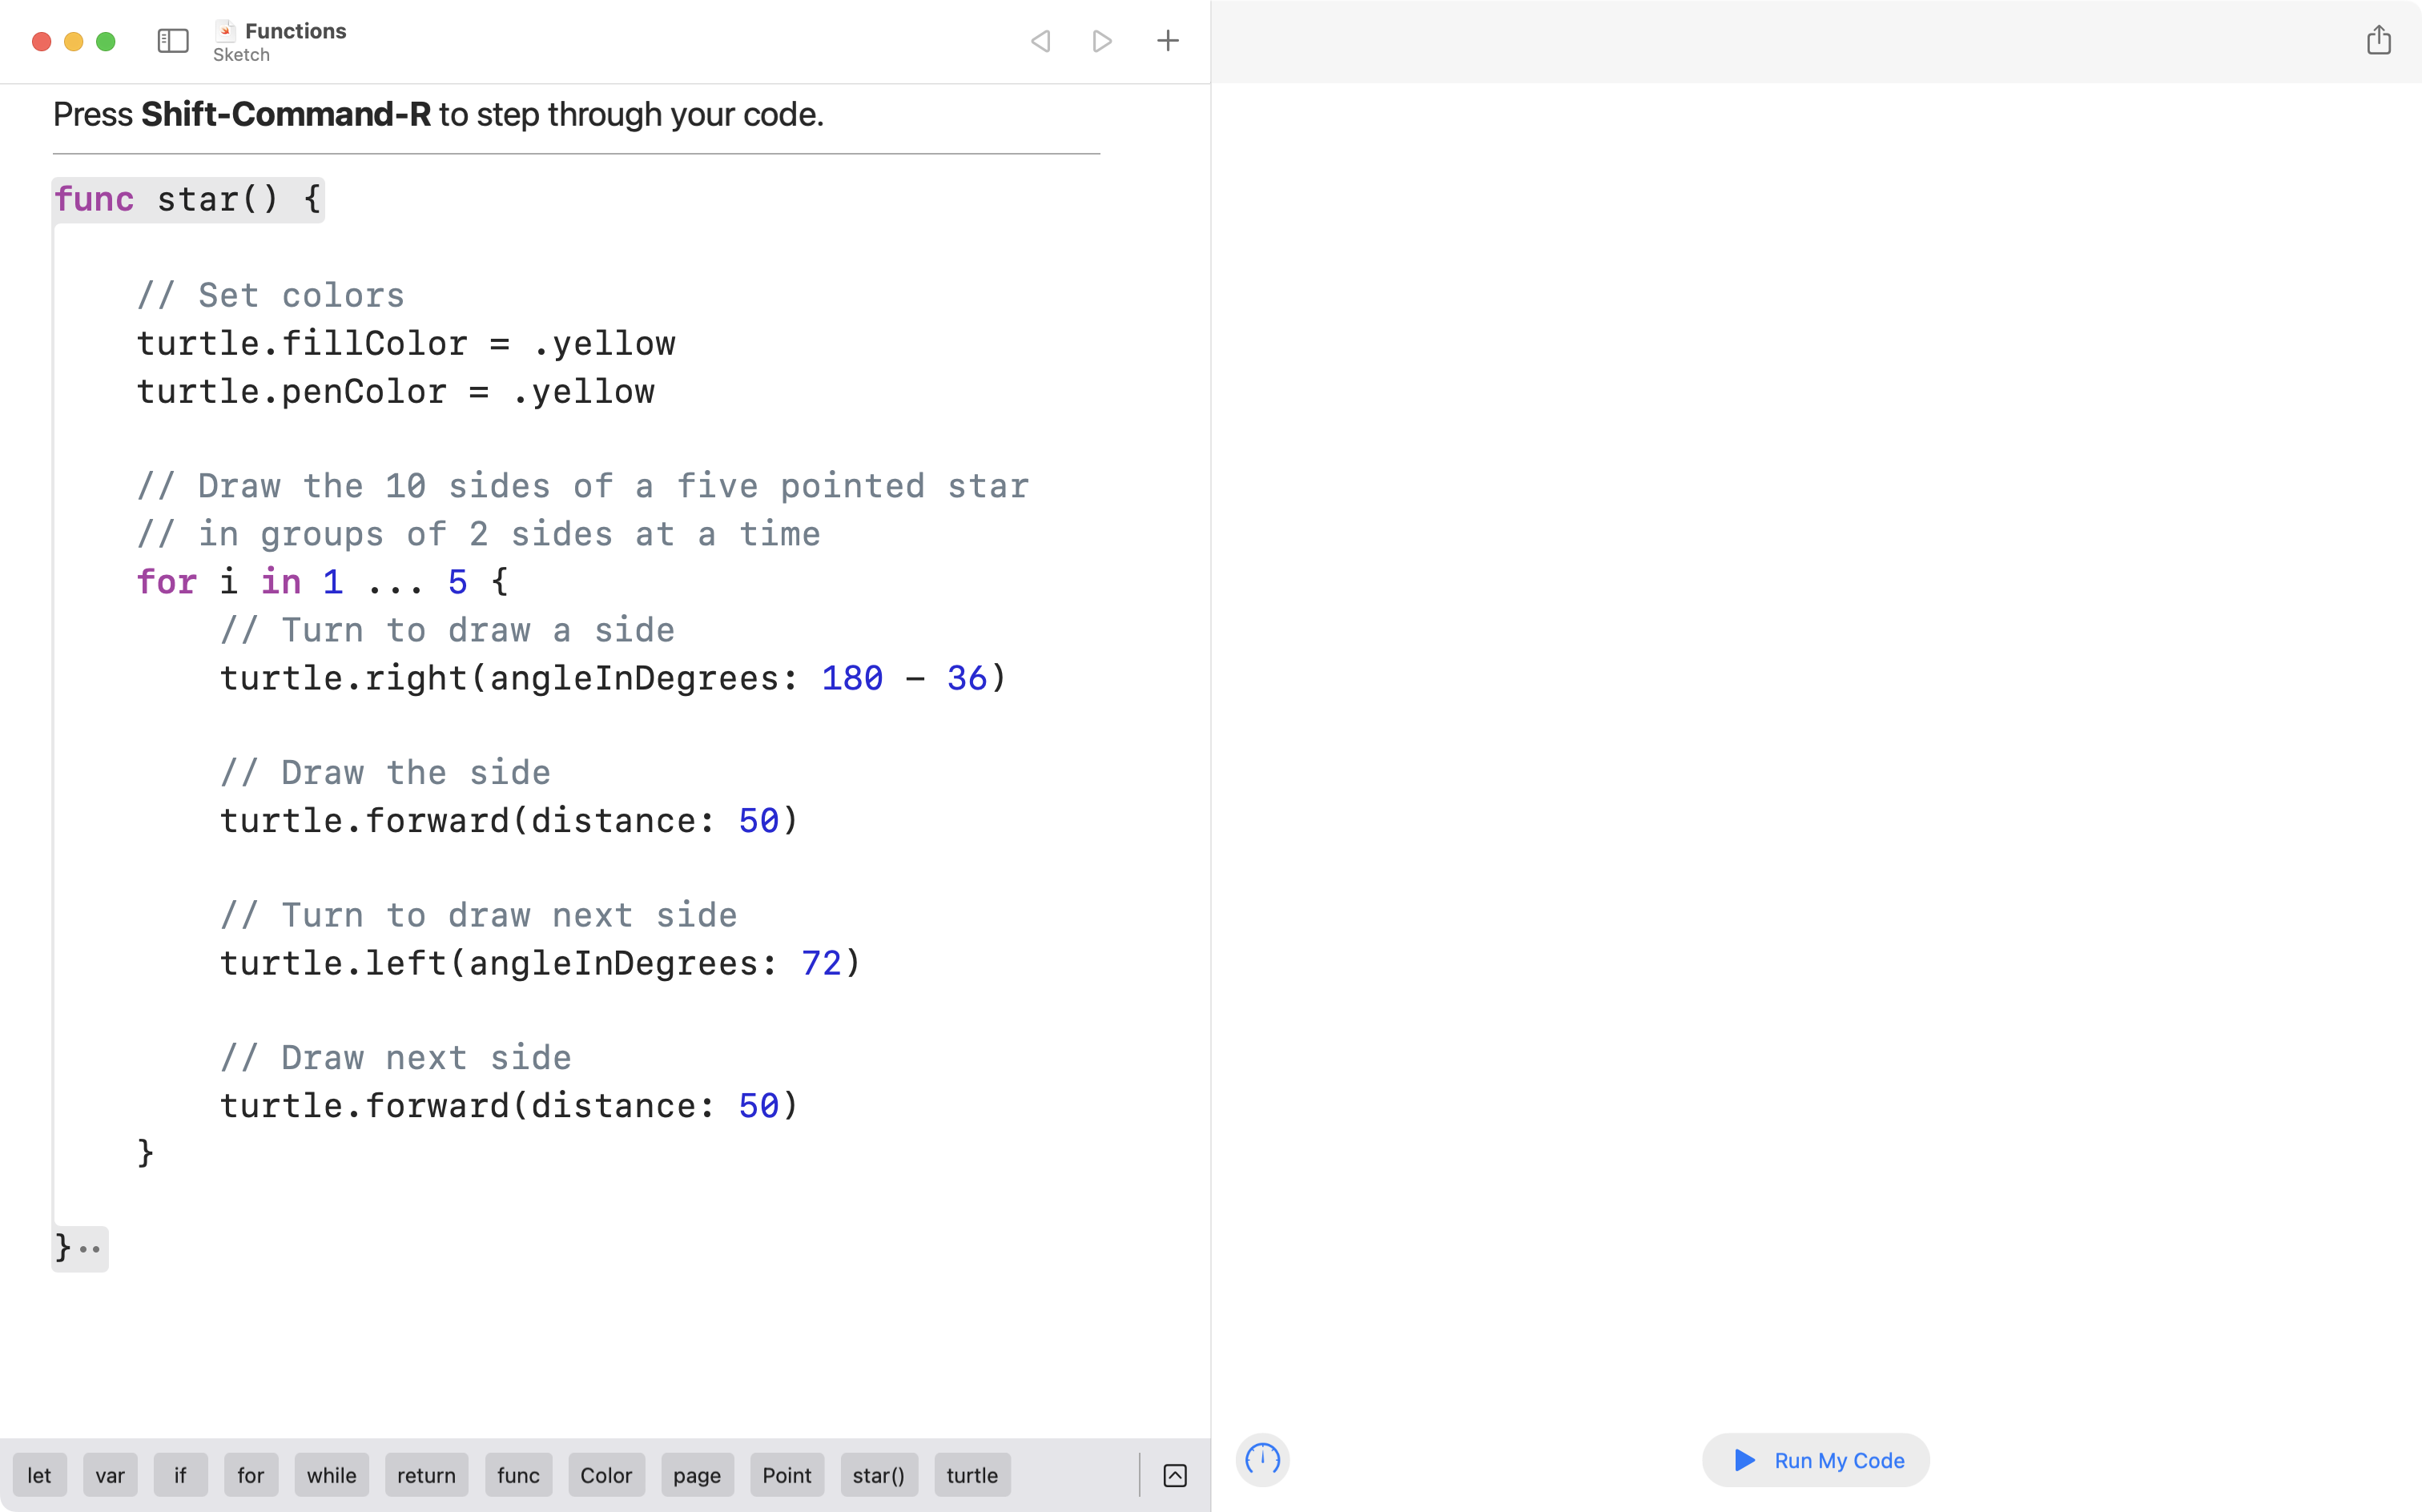 Functions
Sketch
Press Shift-Command-R to step through your code.
func star() {
// Set colors
turtle.fillColor = .yellow
turtle.penColor = .yellow
// Draw the 10 sides of a five pointed star
// in groups of 2 sides at a time
for i in 1 ... 5 {
// Turn to draw a side
turtle.right(angleInDegrees: 180 - 36)
// Draw the side
turtle.forward(distance: 50)
// Turn to draw next side
turtle.left(angleInDegrees: 72)
// Draw next side
turtle.forward(distance: 50)
}
}
let var if for while return func Color page Point star() turtle
Run My Code